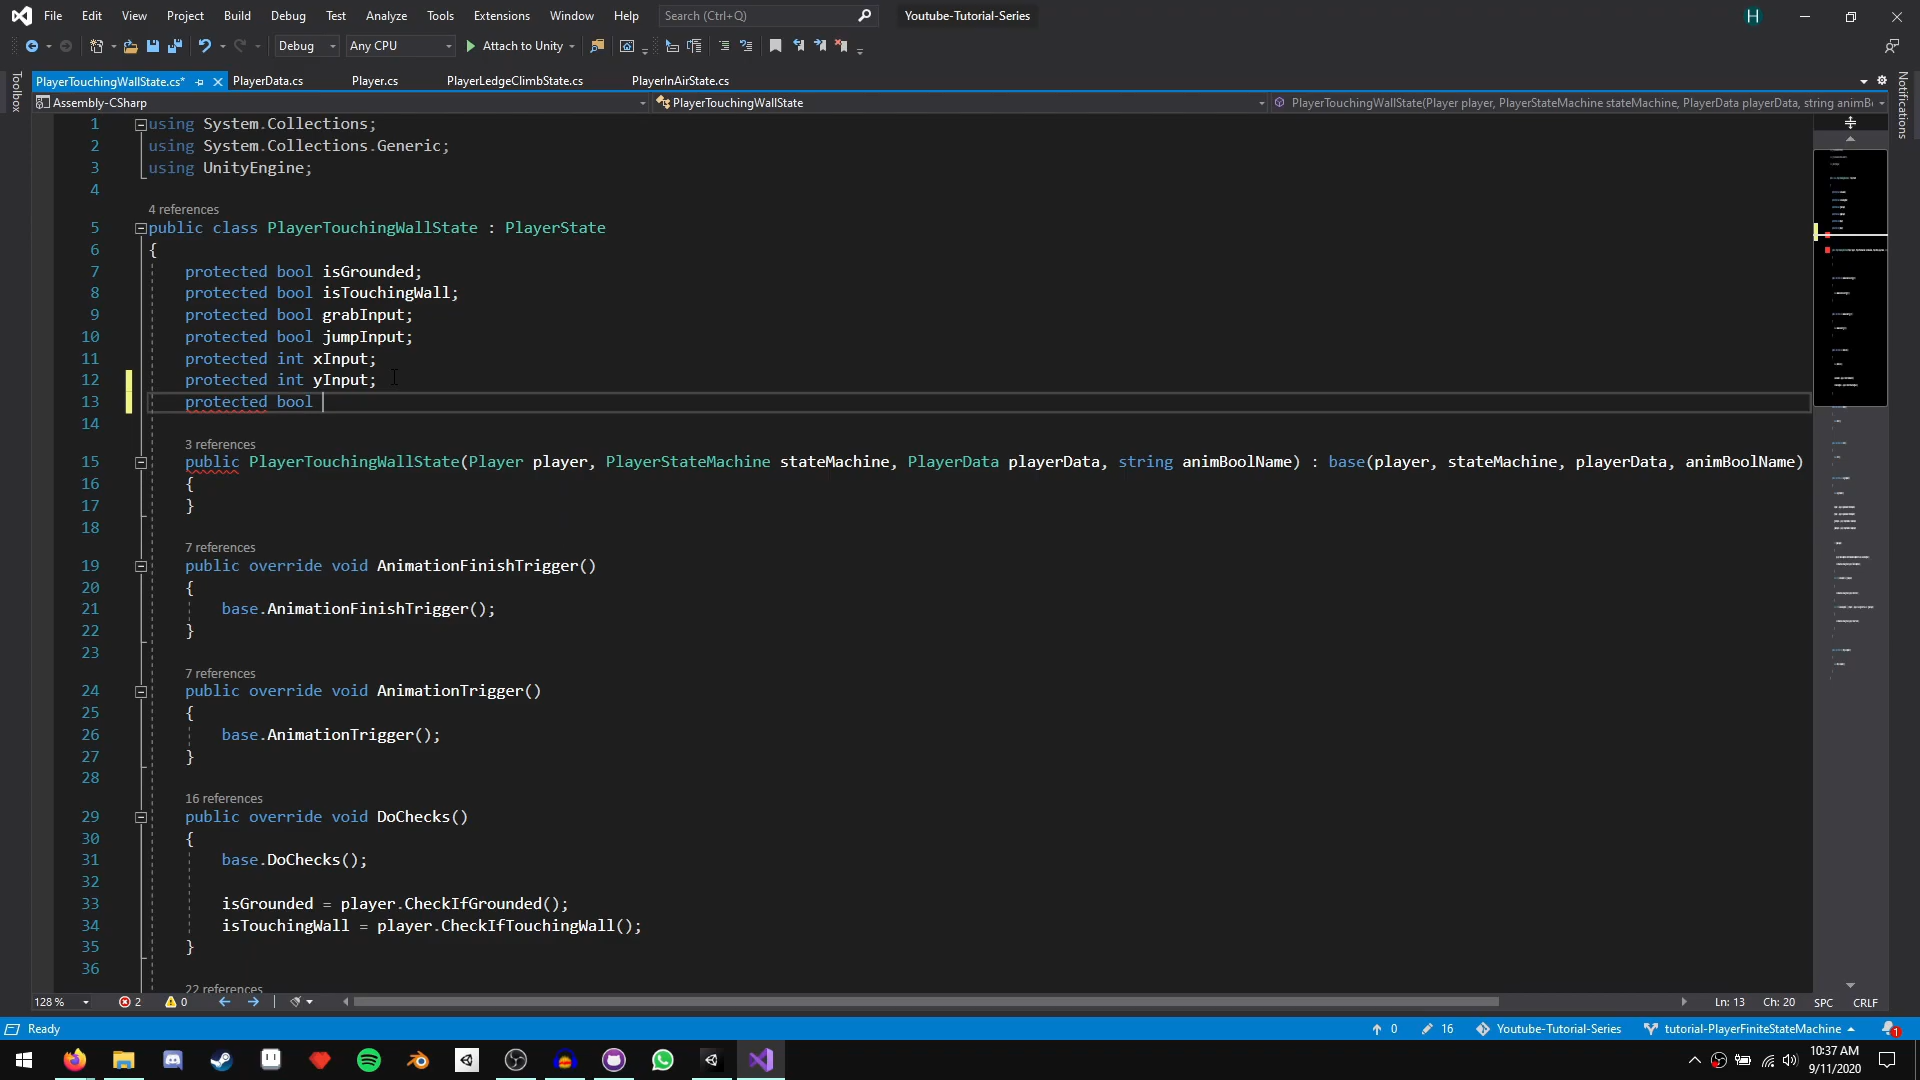 File Edit View Project Build Debug Test Analyze Tools Extensions Window Help Search (Ctrl+Q) Youtube-Tutorial-Series H
Debug Any CPU Attach to Unity
Toolbox
PlayerTouchingWallState.cs* PlayerData.cs Player.cs PlayerLedgeClimbState.cs PlayerInAirState.cs
Notifications
Assembly-CSharp PlayerTouchingWallState PlayerTouchingWallState(Player player, PlayerStateMachine stateMachine, PlayerData playerData, string animB
1 using System.Collections;
2 using System.Collections.Generic;
3 using UnityEngine;
4
4 references
5 public class PlayerTouchingWallState : PlayerState
6 {
7 protected bool isGrounded;
8 protected bool isTouchingWall;
9 protected bool grabInput;
10 protected bool jumpInput;
11 protected int xInput;
12 protected int yInput;
13 protected bool
14
3 references
15 public PlayerTouchingWallState(Player player, PlayerStateMachine stateMachine, PlayerData playerData, string animBoolName) : base(player, stateMachine, playerData, animBoolName)
16 {
17 }
18
7 references
19 public override void AnimationFinishTrigger()
20 {
21 base.AnimationFinishTrigger();
22 }
23
7 references
24 public override void AnimationTrigger()
25 {
26 base.AnimationTrigger();
27 }
28
16 references
29 public override void DoChecks()
30 {
31 base.DoChecks();
32
33 isGrounded = player.CheckIfGrounded();
34 isTouchingWall = player.CheckIfTouchingWall();
35 }
36
22 references
128 % 2 0 Ln: 13 Ch: 20 SPC CRLF
Ready 0 16 Youtube-Tutorial-Series tutorial-PlayerFiniteStateMachine 1
10:37 AM
9/11/2020